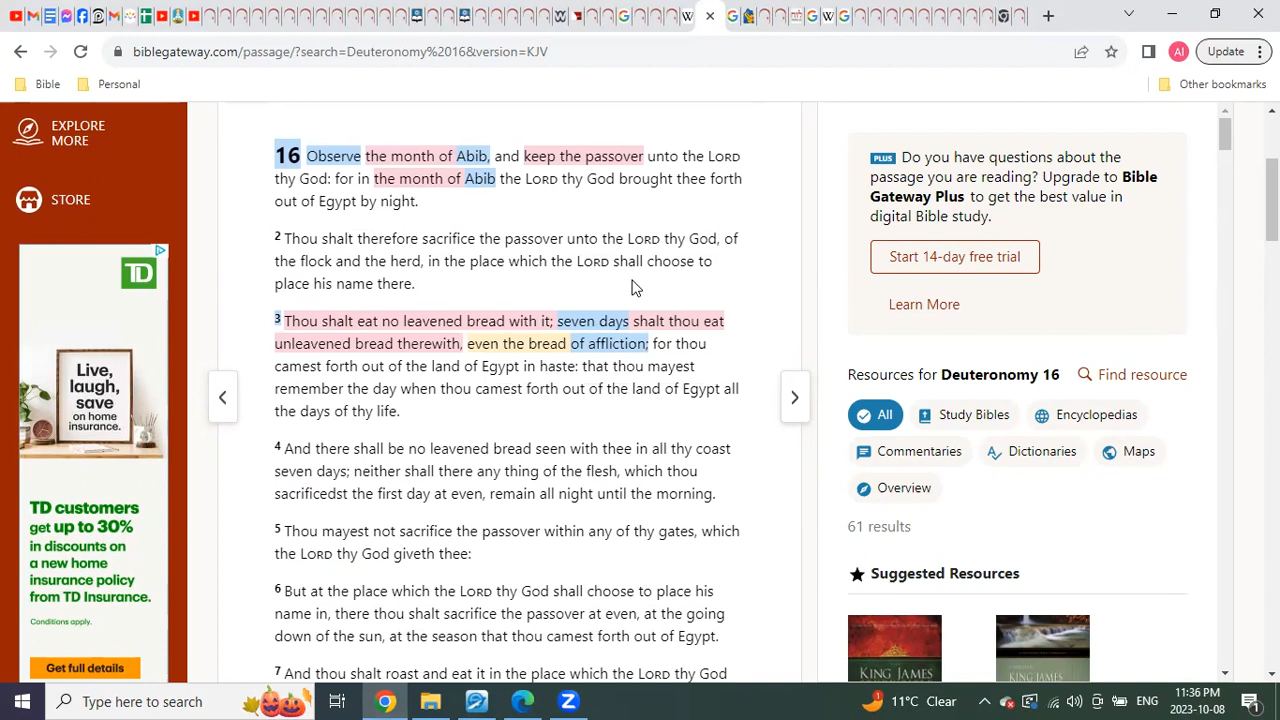 biblegateway.com/passage/?search=Deuteronomy%2016&version=KJV
Update
AI
Bible
Personal
Other bookmarks
EXPLORE
MORE
STORE
TD
Live,
laugh,
save
on home
insurance.
TD customers
get up to 30%
in discounts on
a new home
insurance policy
from TD Insurance.
Conditions apply.
Get full details
16 Observe the month of Abib, and keep the passover unto the LORD
thy God: for in the month of Abib the LORD thy God brought thee forth
out of Egypt by night.
2 Thou shalt therefore sacrifice the passover unto the LORD thy God, of
the flock and the herd, in the place which the LORD shall choose to
place his name there.
3 Thou shalt eat no leavened bread with it; seven days shalt thou eat
unleavened bread therewith, even the bread of affliction; for thou
camest forth out of the land of Egypt in haste: that thou mayest
remember the day when thou camest forth out of the land of Egypt all
the days of thy life.
4 And there shall be no leavened bread seen with thee in all thy coast
seven days; neither shall there any thing of the flesh, which thou
sacrificedst the first day at even, remain all night until the morning.
5 Thou mayest not sacrifice the passover within any of thy gates, which
the LORD thy God giveth thee:
6 But at the place which the LORD thy God shall choose to place his
name in, there thou shalt sacrifice the passover at even, at the going
down of the sun, at the season that thou camest forth out of Egypt.
7 And thou shalt roast and eat it in the place which the LORD thy God
PLUS Do you have questions about the
passage you are reading? Upgrade to Bible
Gateway Plus to get the best value in
digital Bible study.
Start 14-day free trial
Learn More
Resources for Deuteronomy 16
Find resource
All
Study Bibles
Encyclopedias
Commentaries
Dictionaries
Maps
Overview
61 results
Suggested Resources
KING JAMES
KING JAMES
Type here to search
1
11°C Clear
ENG
11:36 PM
2023-10-08
1